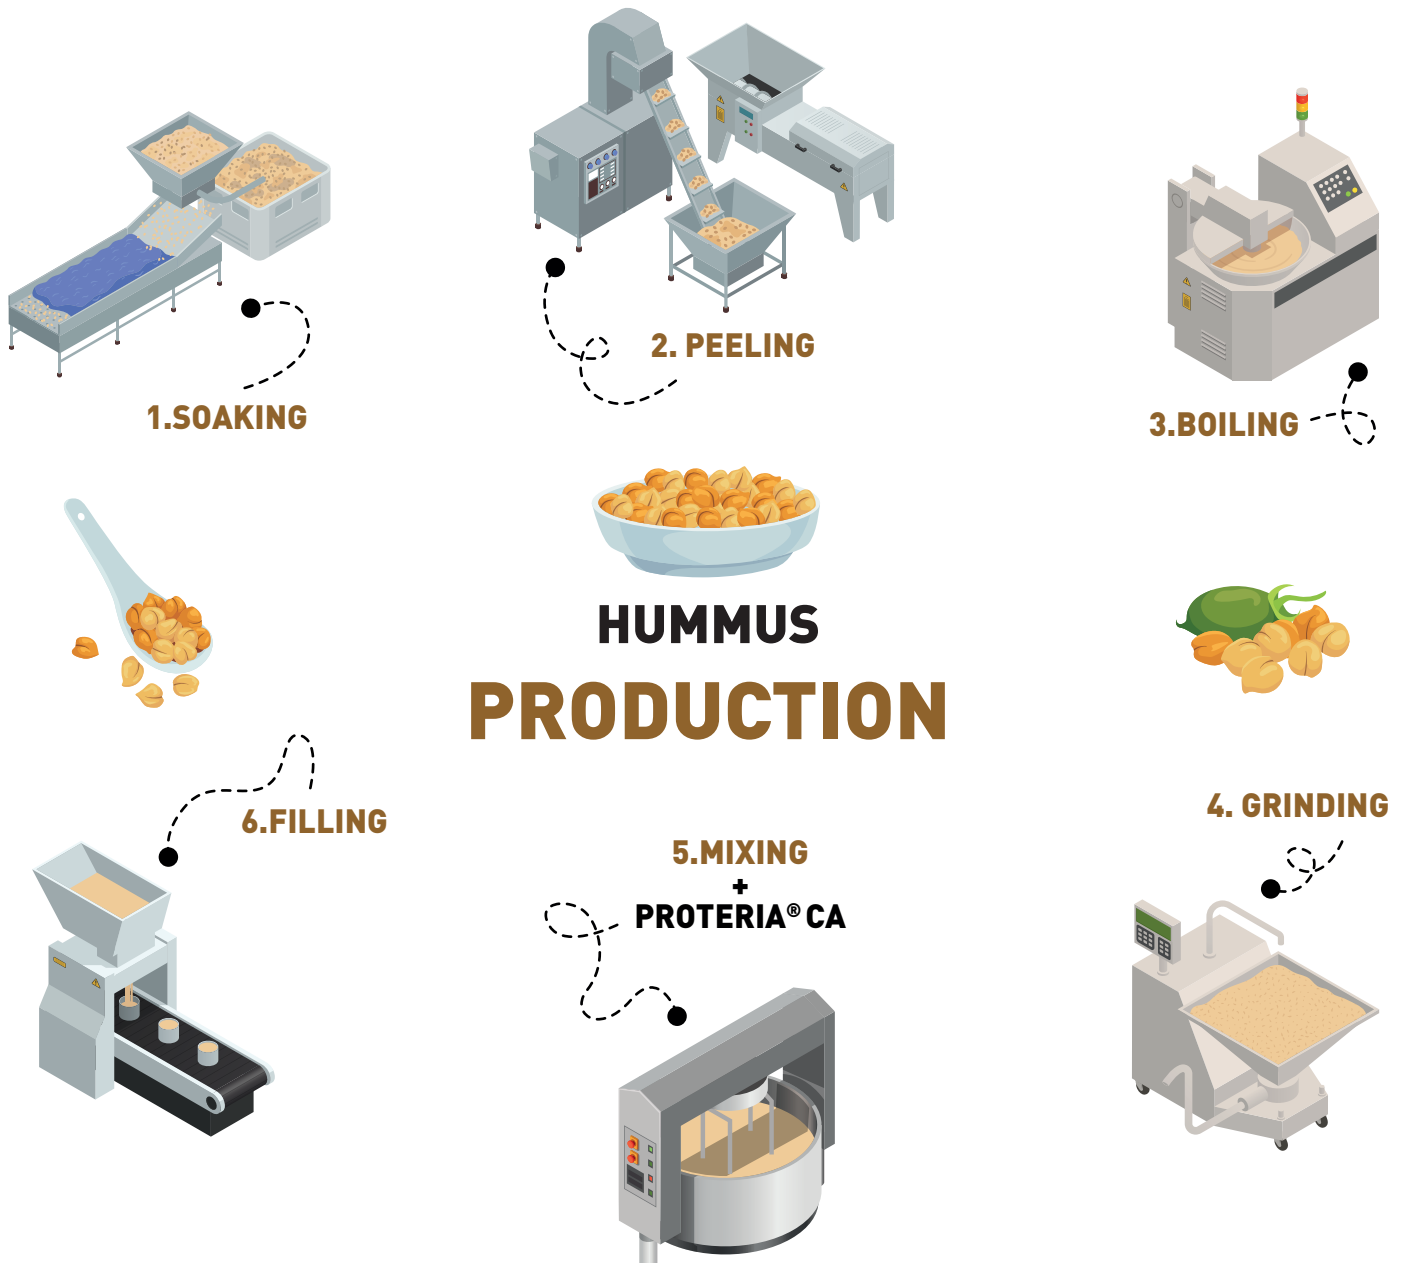 1.SOAKING
2. PEELING
3.BOILING
HUMMUS
PRODUCTION
4. GRINDING
5.MIXING
+
PROTERIA® CA
6.FILLING